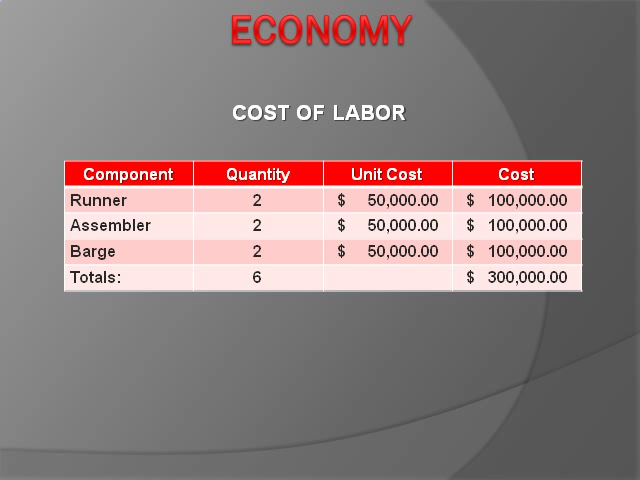 ECONOMY
COST OF LABOR
Component Quantity Unit Cost Cost
Runner 2 $ 50,000.00 $ 100,000.00
Assembler 2 $ 50,000.00 $ 100,000.00
Barge 2 $ 50,000.00 $ 100,000.00
Totals: 6 $ 300,000.00